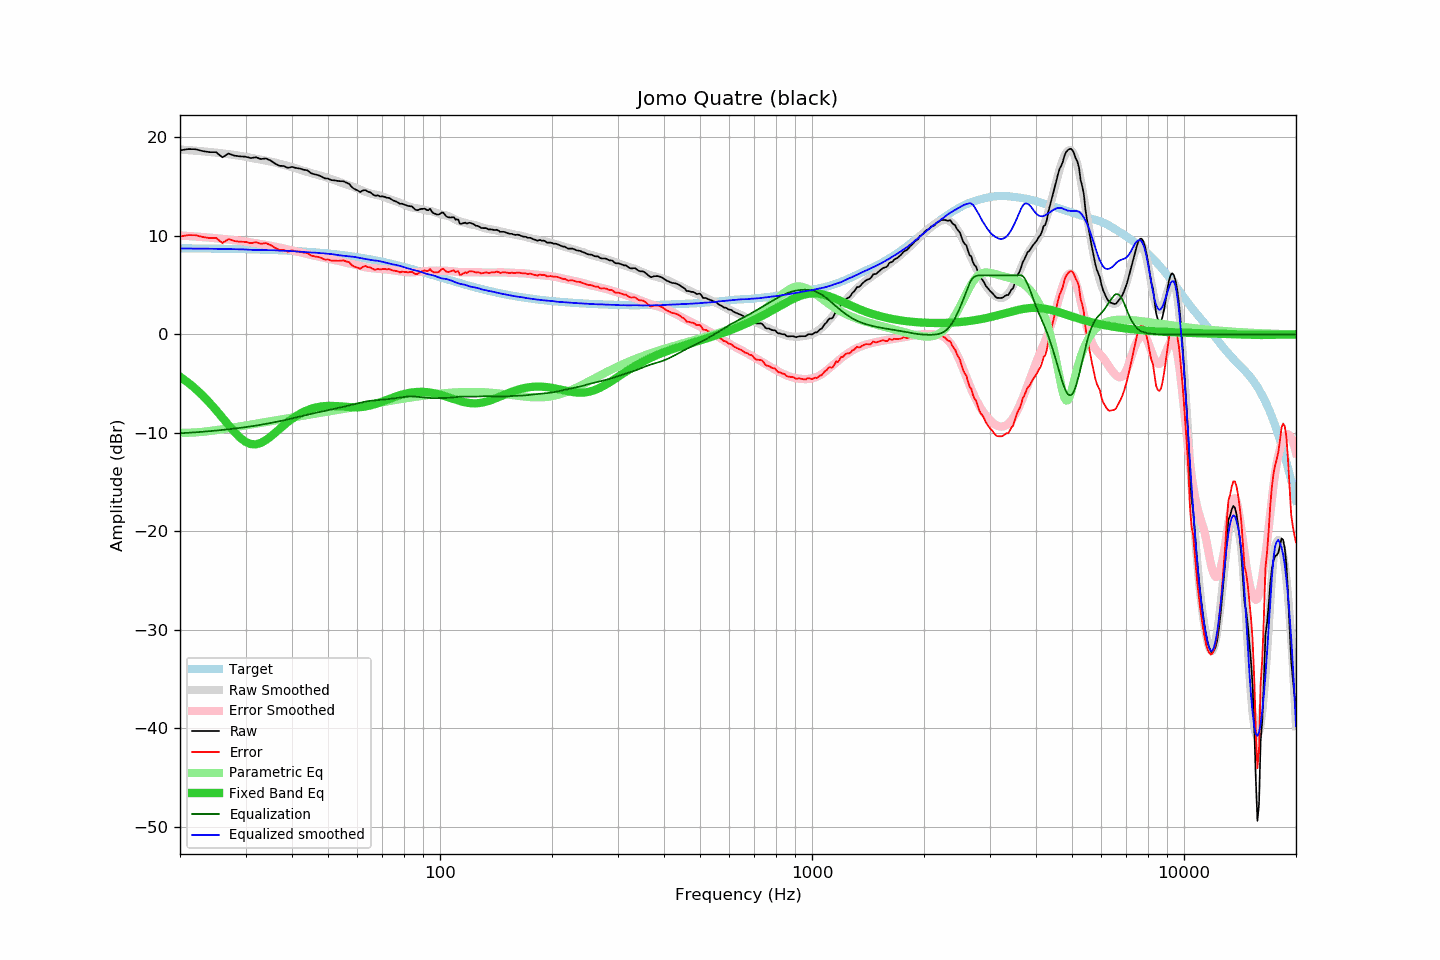 Jomo Quatre (black)
20
10
0
−10
−20
−30
−40
−50
Amplitude (dBr)
Target
Raw Smoothed
Error Smoothed
Raw
Error
Parametric Eq
Fixed Band Eq
Equalization
Equalized smoothed
100
1000
10000
Frequency (Hz)